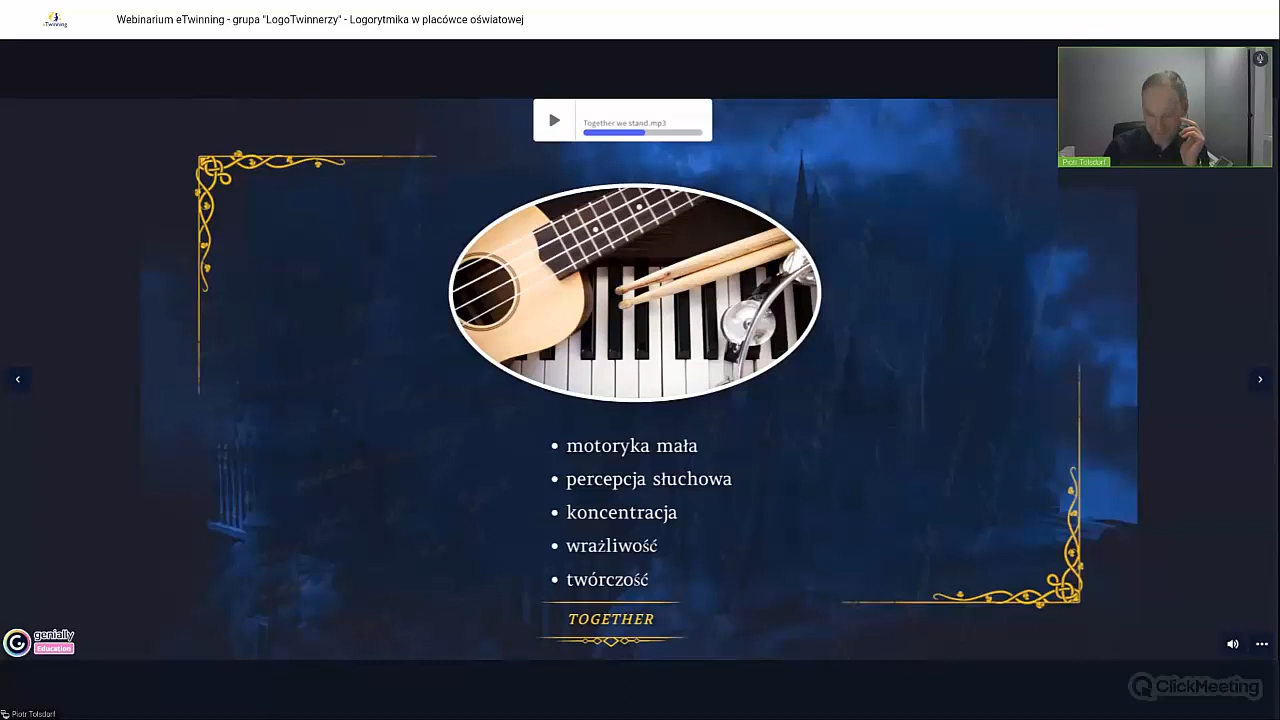 eTwinning
Webinarium eTwinning - grupa "LogoTwinnerzy" - Logorytmika w placówce oświatowej
Together we stand.mp3
Piotr Tolsdorf
• motoryka mała
• percepcja słuchowa
• koncentracja
• wrażliwość
• twórczość
TOGETHER
genially
Education
ClickMeeting
Piotr Tolsdorf